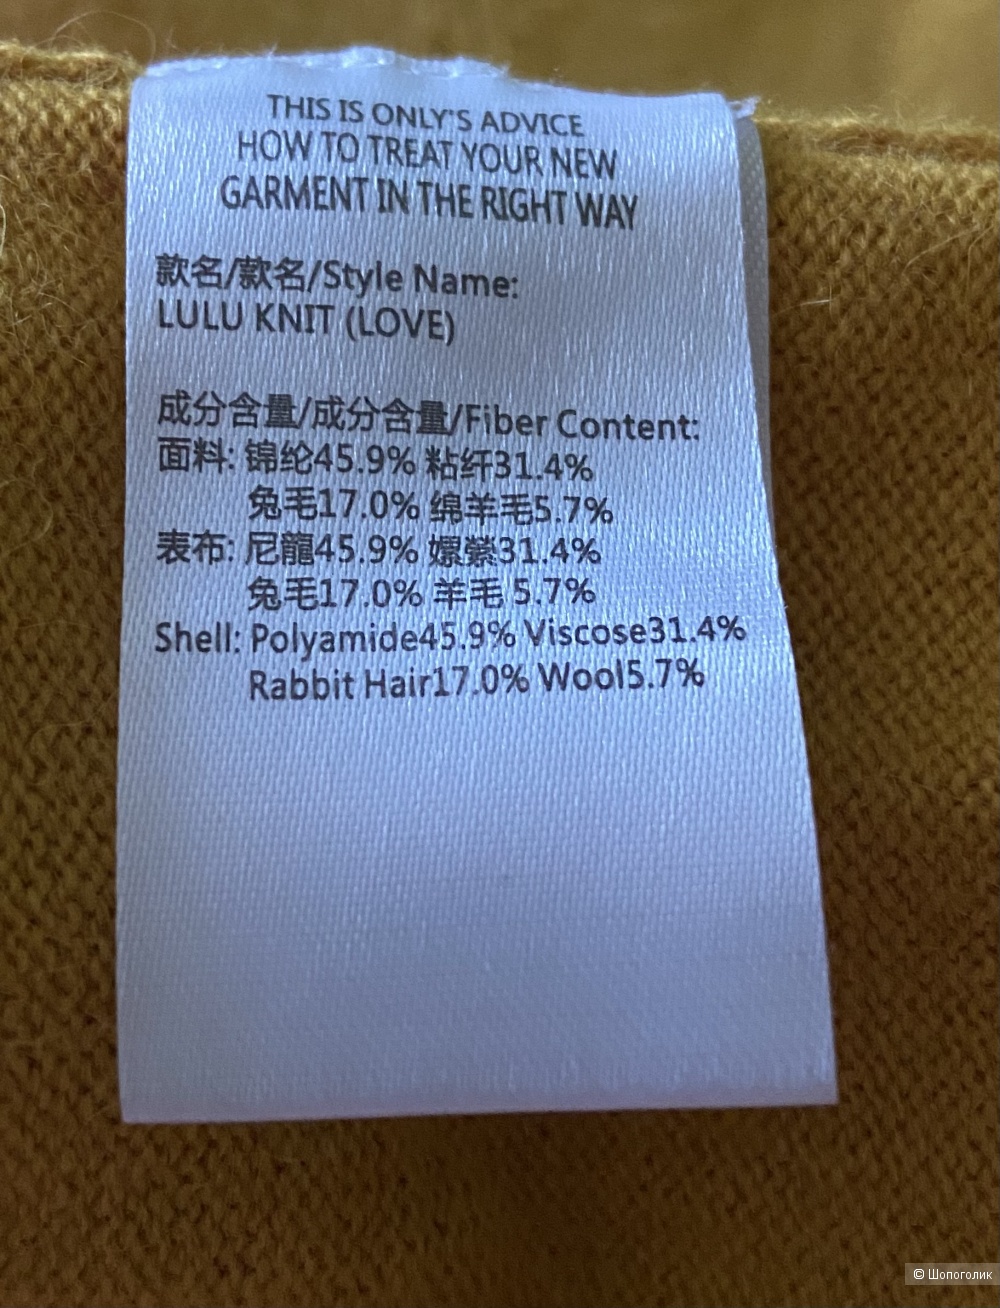 THIS IS ONLY'S ADVICE
HOW TO TREAT YOUR NEW
GARMENT IN THE RIGHT WAY
款名/款名/Style Name:
LULU KNIT (LOVE)
成分含量/成分含量/Fiber Content:
面料: 锦纶45.9% 粘纤31.4%
兔毛17.0% 绵羊毛5.7%
表布: 尼龍45.9% 嫘縈31.4%
兔毛17.0% 羊毛 5.7%
Shell: Polyamide45.9% Viscose31.4%
Rabbit Hair17.0% Wool5.7%
© Шопоголик